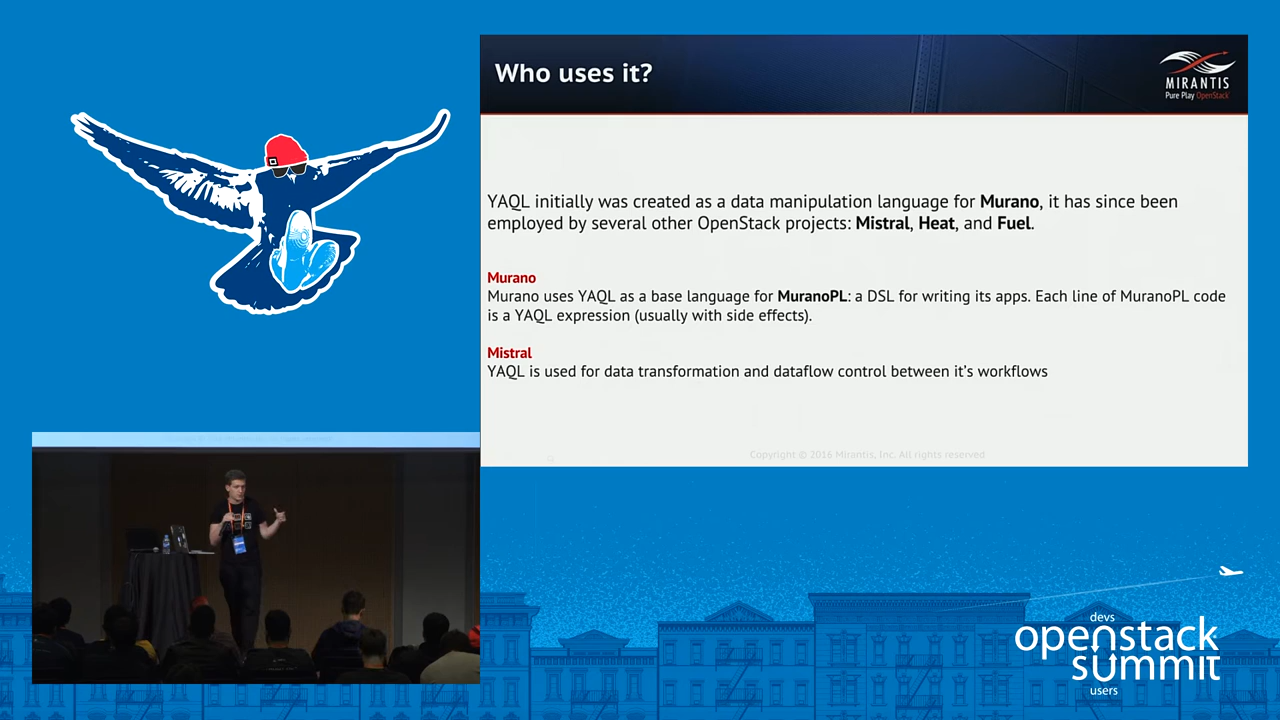 Who uses it?
MIRANTIS
Pure Play OpenStack
YAQL initially was created as a data manipulation language for Murano, it has since been
employed by several other OpenStack projects: Mistral, Heat, and Fuel.
Murano
Murano uses YAQL as a base language for MuranoPL: a DSL for writing its apps. Each line of MuranoPL code
is a YAQL expression (usually with side effects).
Mistral
YAQL is used for data transformation and dataflow control between it's workflows
Copyright © 2016 Mirantis, Inc. All rights reserved
devs
openstack
summit
users